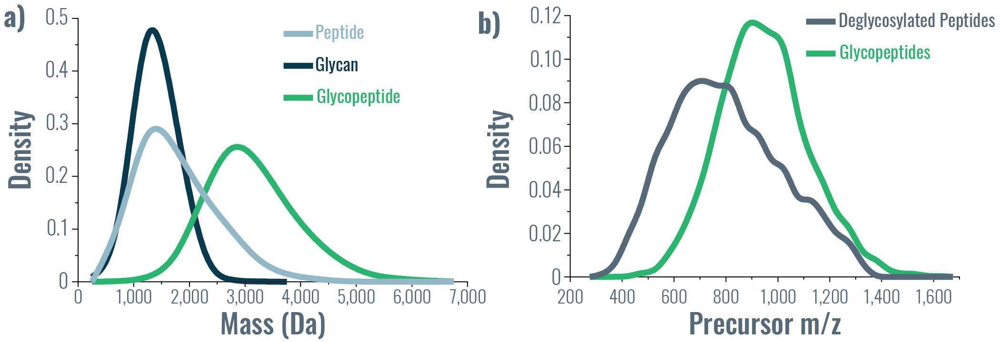 a)
0.5
0.4
0.3
0.2
0.1
0
Density
Peptide
Glycan
Glycopeptide
0 1,000 2,000 3,000 4,000 5,000 6,000 7,000
Mass (Da)
b)
0.12
0.10
0.08
0.06
0.04
0.02
0
Density
Deglycosylated Peptides
Glycopeptides
200 400 600 800 1,000 1,200 1,400 1,600
Precursor m/z